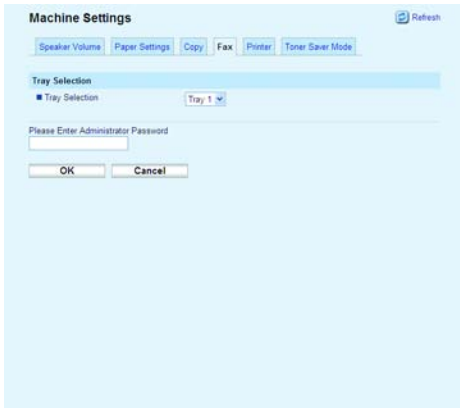 Machine Settings
Refresh
Speaker Volume Paper Settings Copy Fax Printer Toner Saver Mode
Tray Selection
Tray Selection Tray 1
Please Enter Administrator Password
OK Cancel